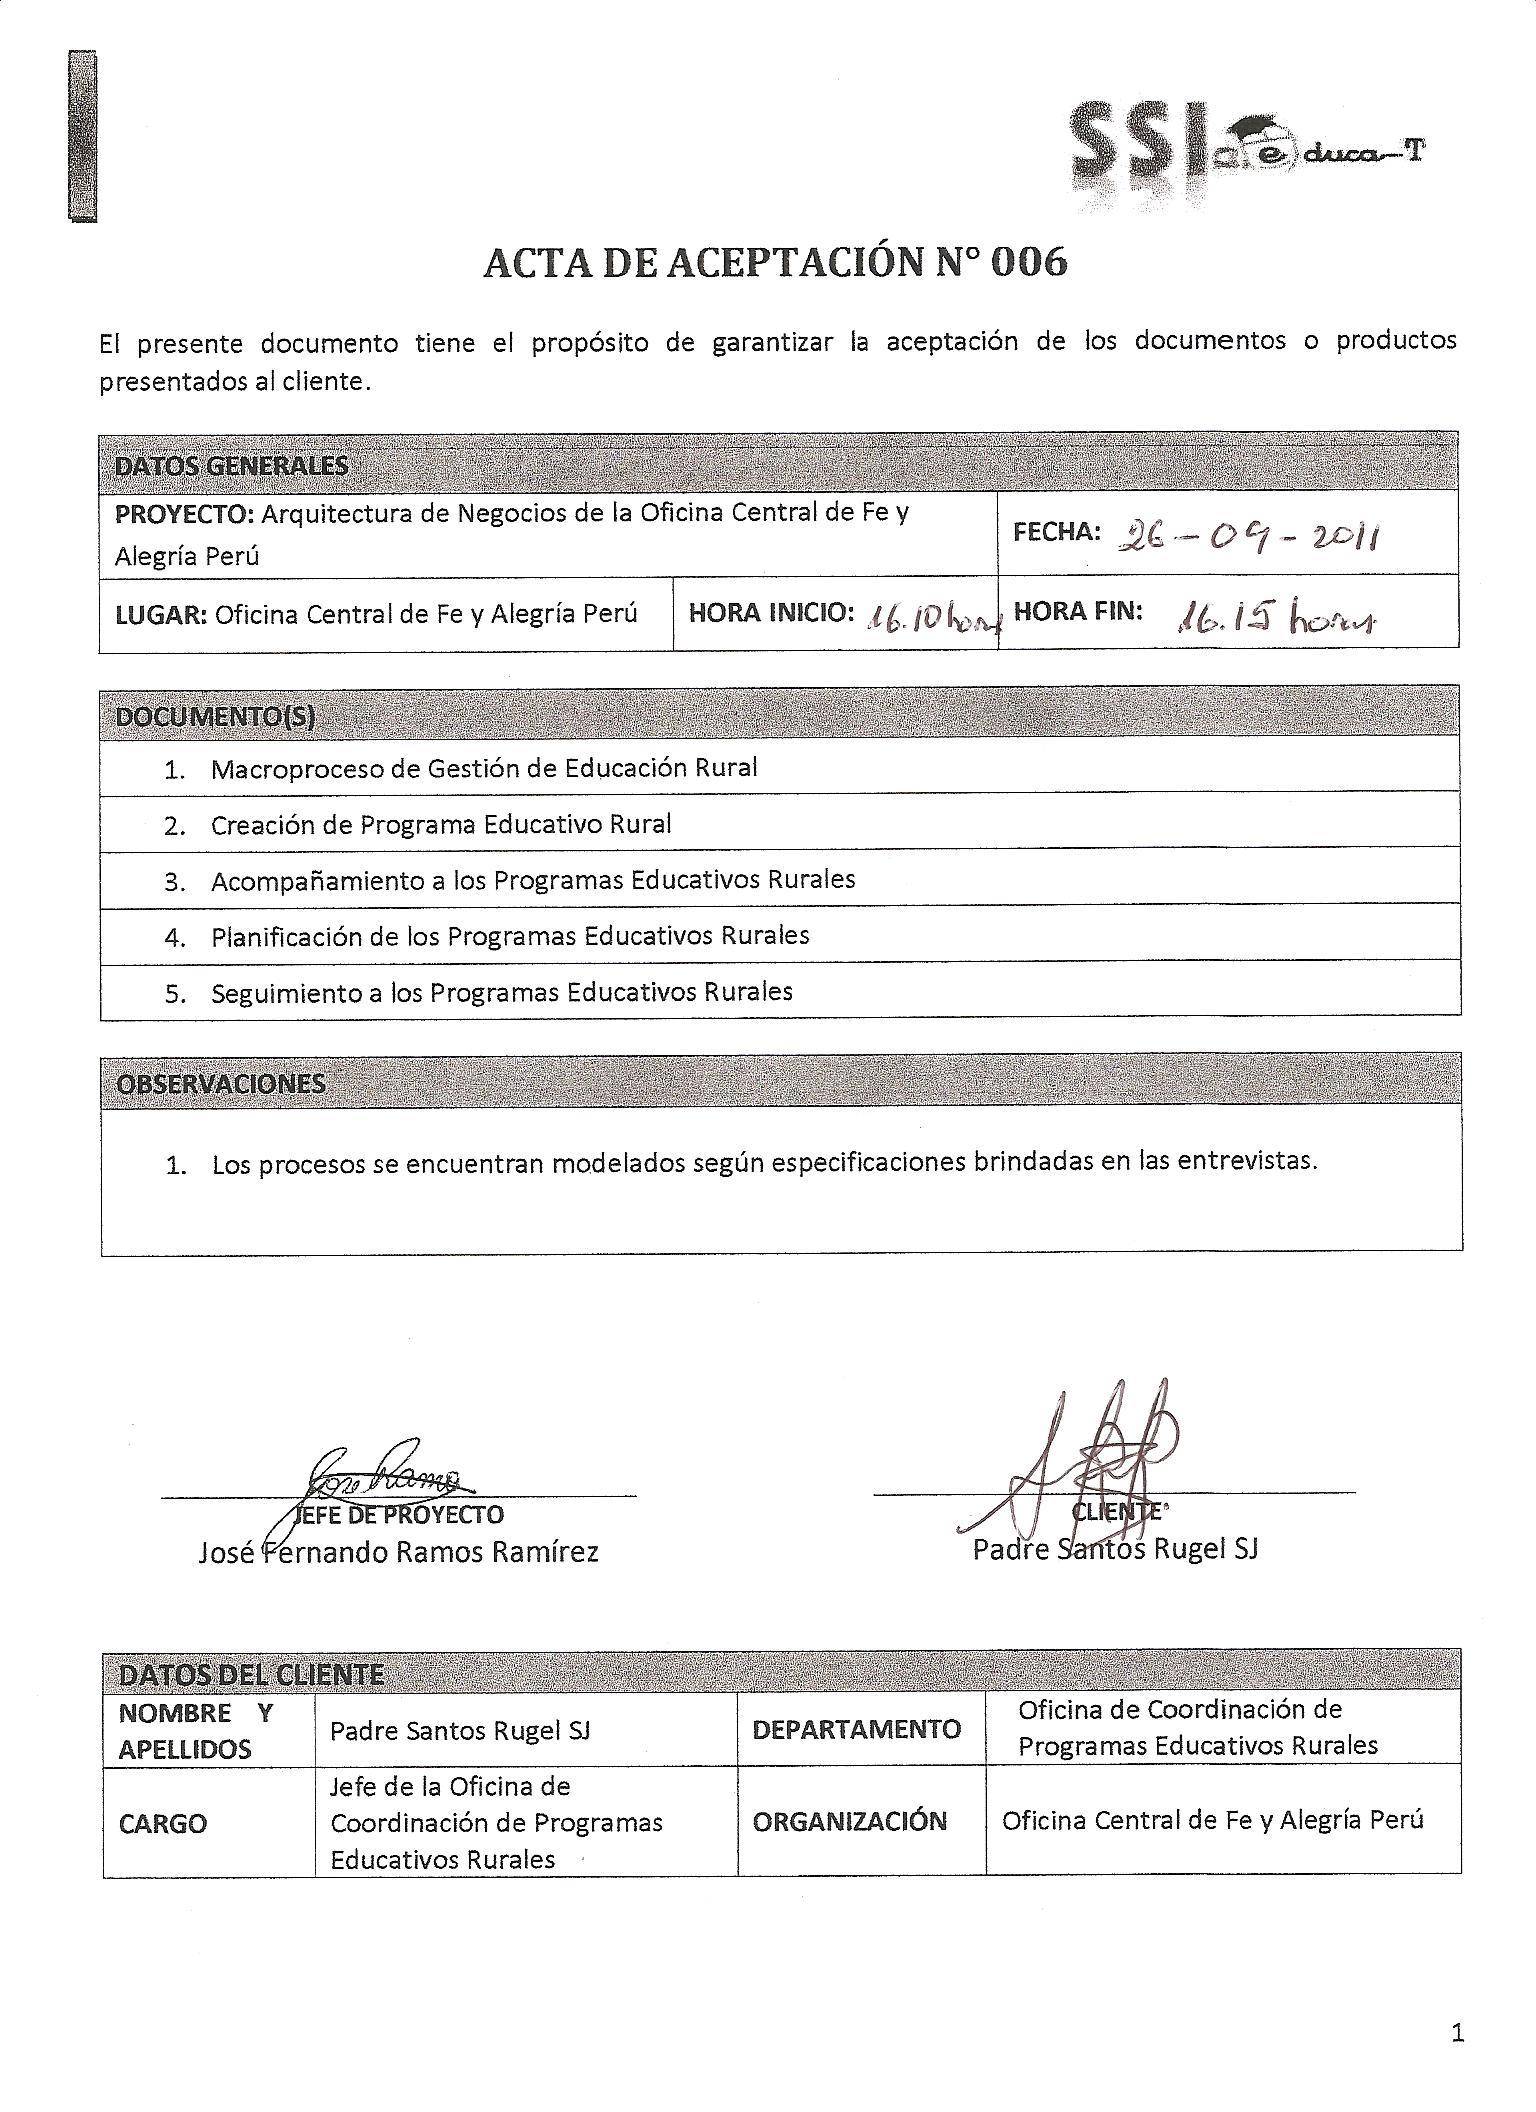 SSI a educa-T
ACTA DE ACEPTACIÓN N° 006
El presente documento tiene el propósito de garantizar la aceptación de los documentos o productos
presentados al cliente.
DATOS GENERALES
PROYECTO: Arquitectura de Negocios de la Oficina Central de Fe y
Alegría Perú
FECHA: 26-09-2011
LUGAR: Oficina Central de Fe y Alegría Perú
HORA INICIO: 16.10 horas
HORA FIN: 16.15 horas
DOCUMENTO(S)
1. Macroproceso de Gestión de Educación Rural
2. Creación de Programa Educativo Rural
3. Acompañamiento a los Programas Educativos Rurales
4. Planificación de los Programas Educativos Rurales
5. Seguimiento a los Programas Educativos Rurales
OBSERVACIONES
1. Los procesos se encuentran modelados según especificaciones brindadas en las entrevistas.
Jose Ramos
JEFE DE PROYECTO
José Fernando Ramos Ramírez
CLIENTE
Padre Santos Rugel SJ
DATOS DEL CLIENTE
NOMBRE Y
APELLIDOS
Padre Santos Rugel SJ
DEPARTAMENTO
Oficina de Coordinación de
Programas Educativos Rurales
CARGO
Jefe de la Oficina de
Coordinación de Programas
Educativos Rurales
ORGANIZACIÓN
Oficina Central de Fe y Alegría Perú
1